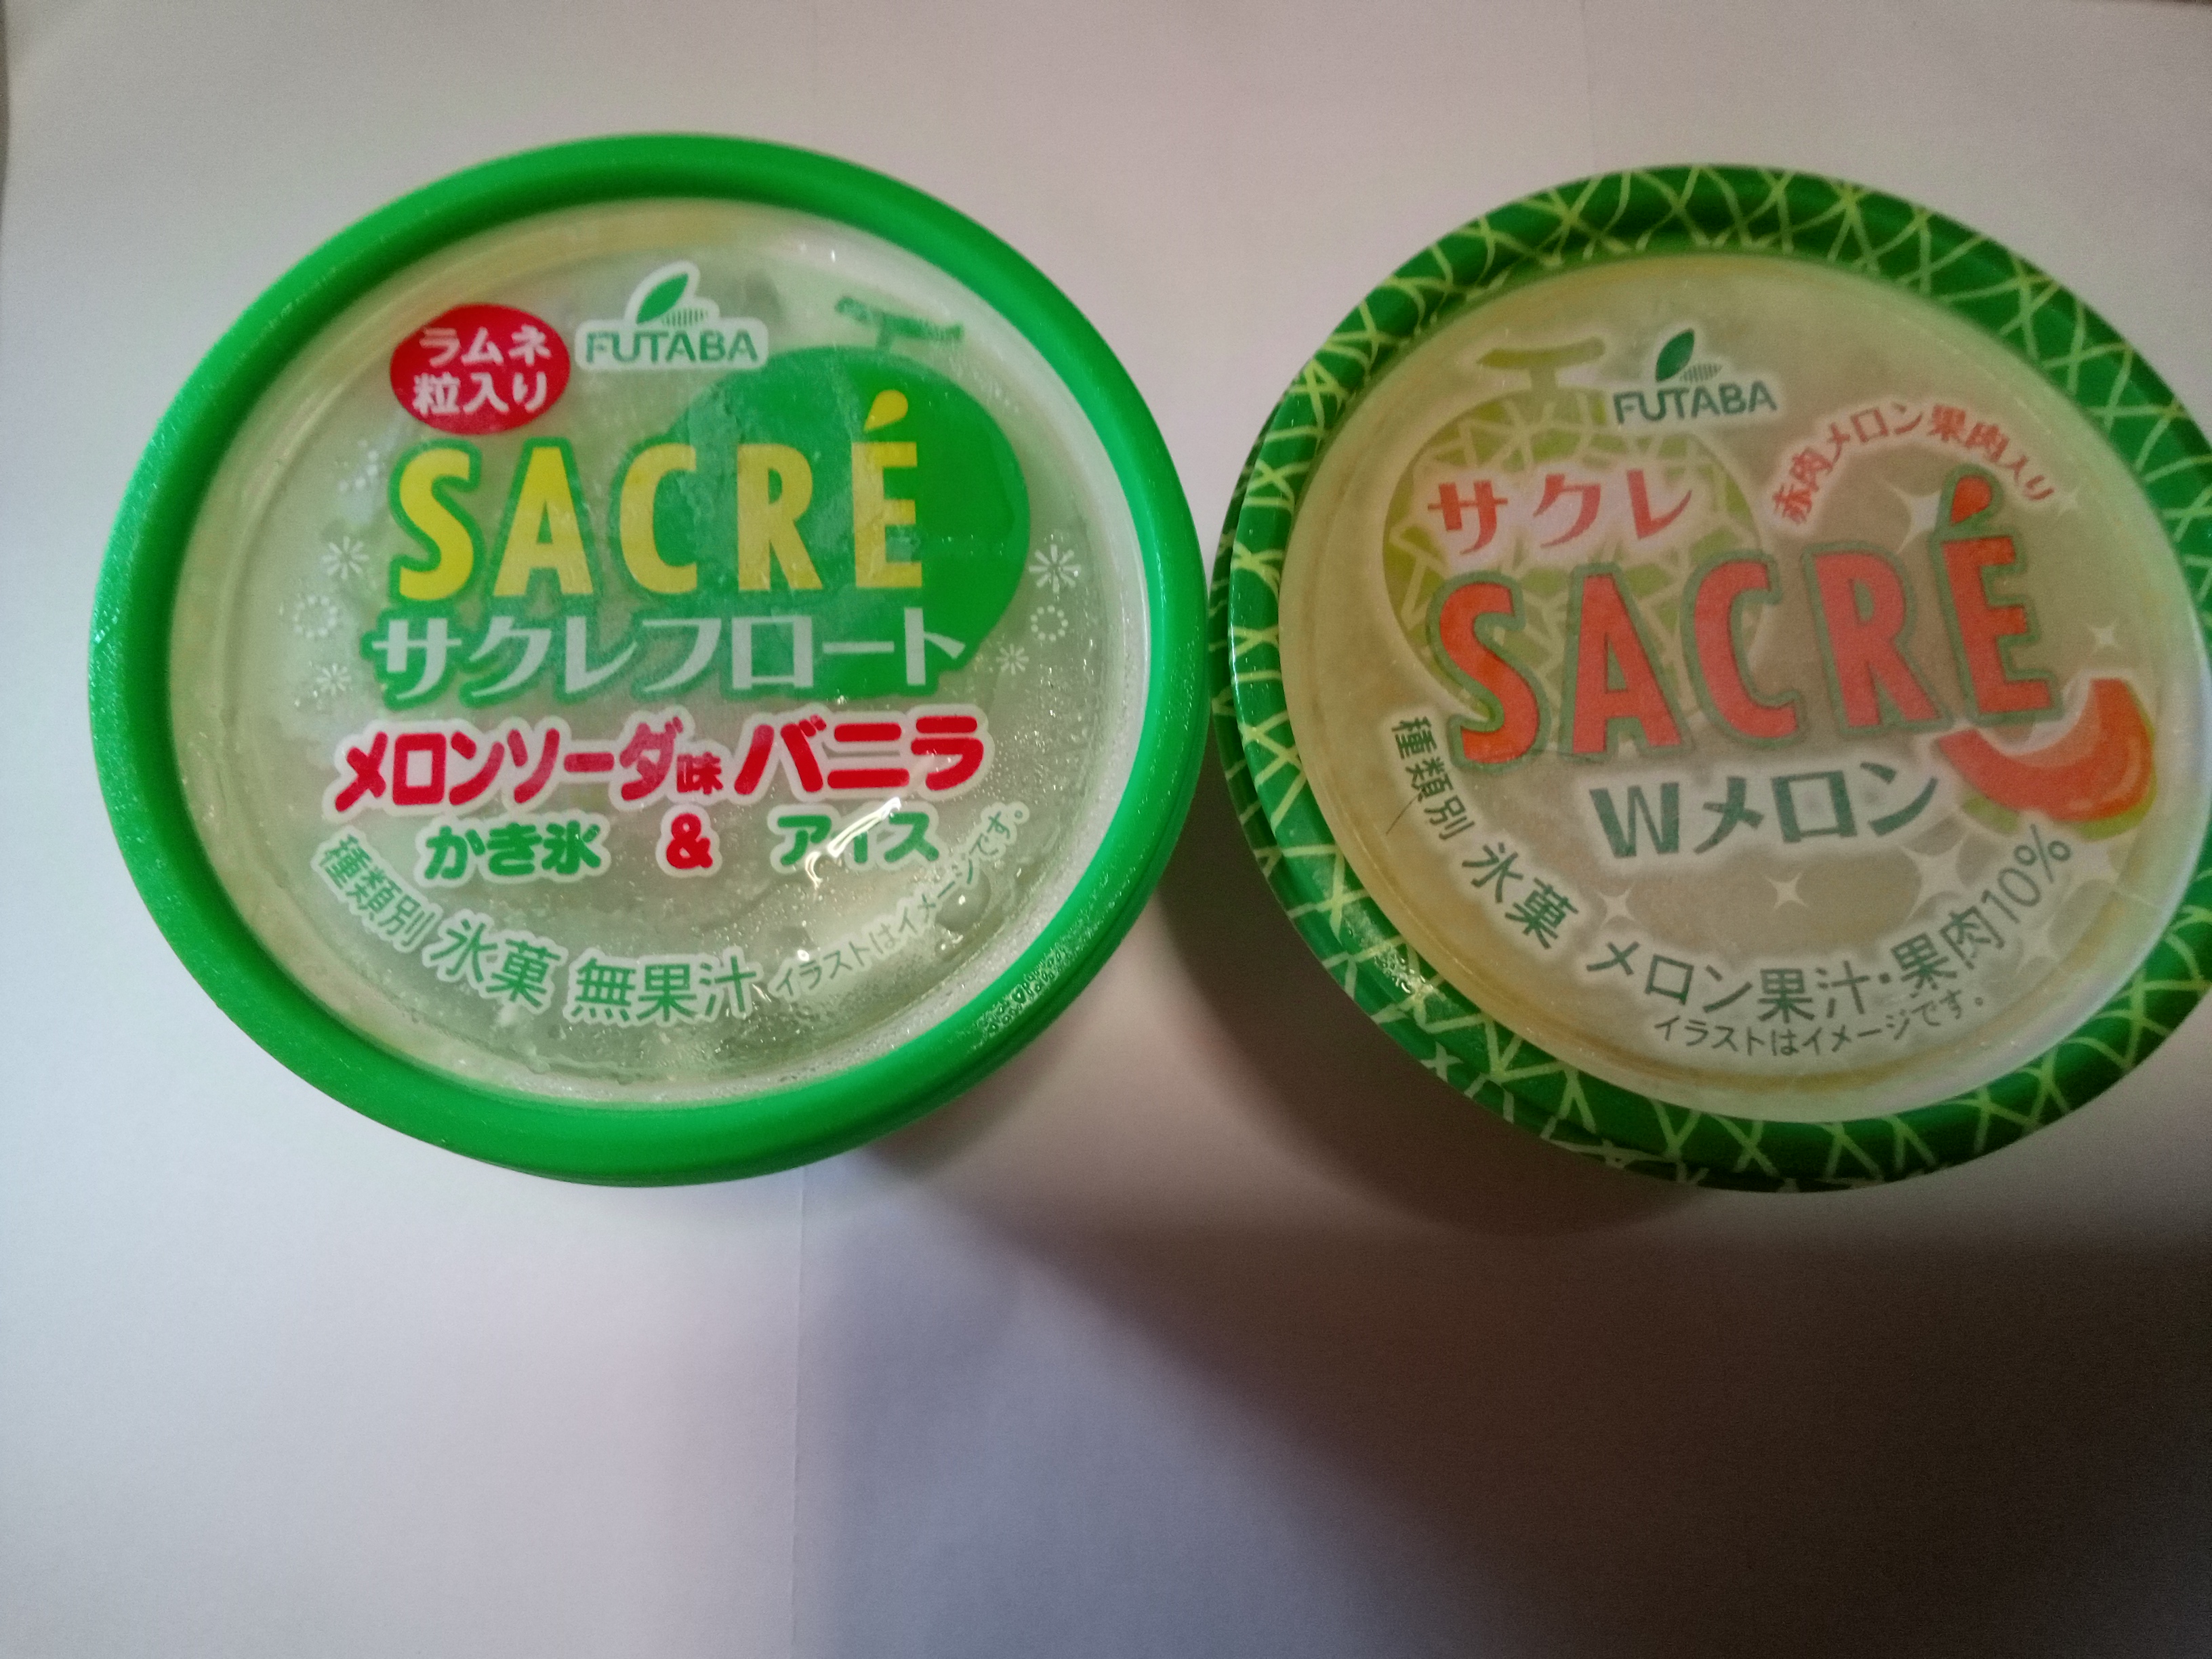 ラムネ
粒入り
FUTABA
SACRÉ
サクレフロート
メロンソーダ味バニラ
かき氷 & アイス
種類別 氷菓 無果汁 イラストはイメージです。
FUTABA
赤肉メロン果肉入り
サクレ
SACRÉ
Wメロン
種類別 氷菓 メロン果汁・果肉10%
イラストはイメージです。